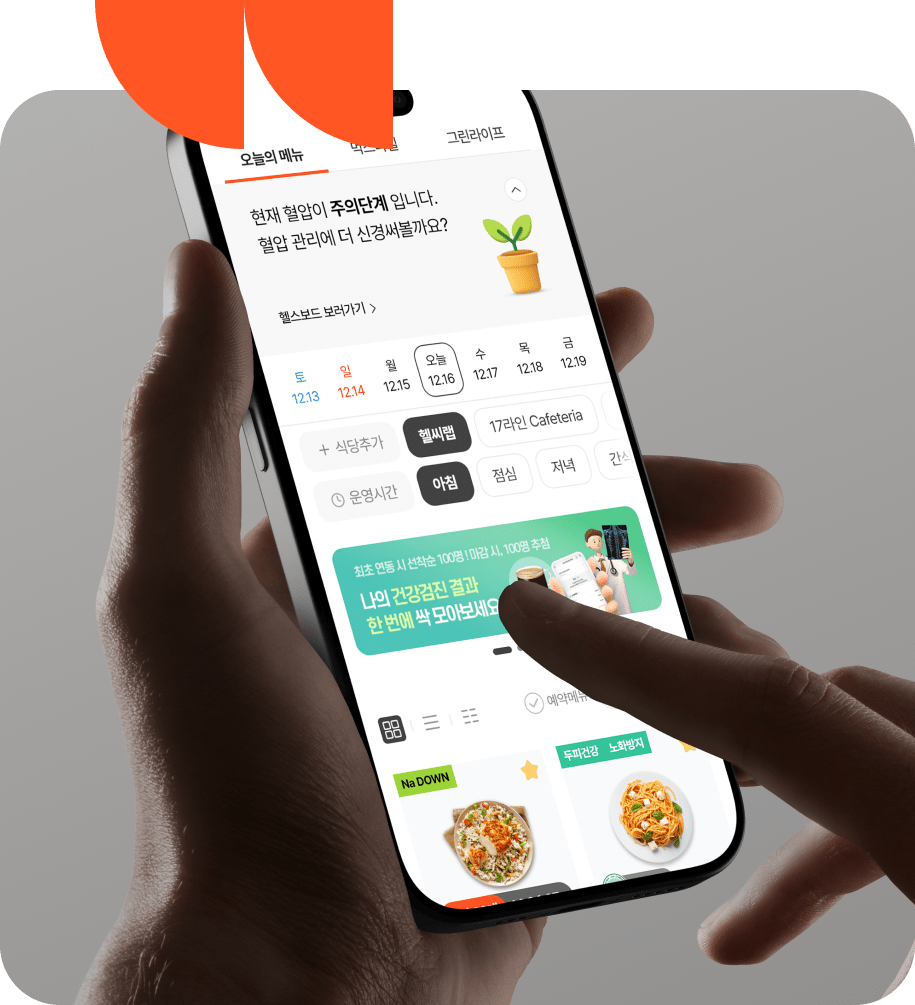 오늘의 메뉴
그린라이프
현재 혈압이 주의단계 입니다.
혈압 관리에 더 신경써볼까요?
헬스보드 보러가기 >
토 일 월 오늘 수 목 금
12.13 12.14 12.15 12.16 12.17 12.18 12.19
+ 식당추가 헬씨랩 17라인 Cafeteria
운영시간 아침 점심 저녁
최초 연동 시 선착순 100명! 마감 시, 100명 추첨
나의 건강검진 결과
한 번에 싹 모아보세요
예약메뉴
Na DOWN
두피건강 노화방지